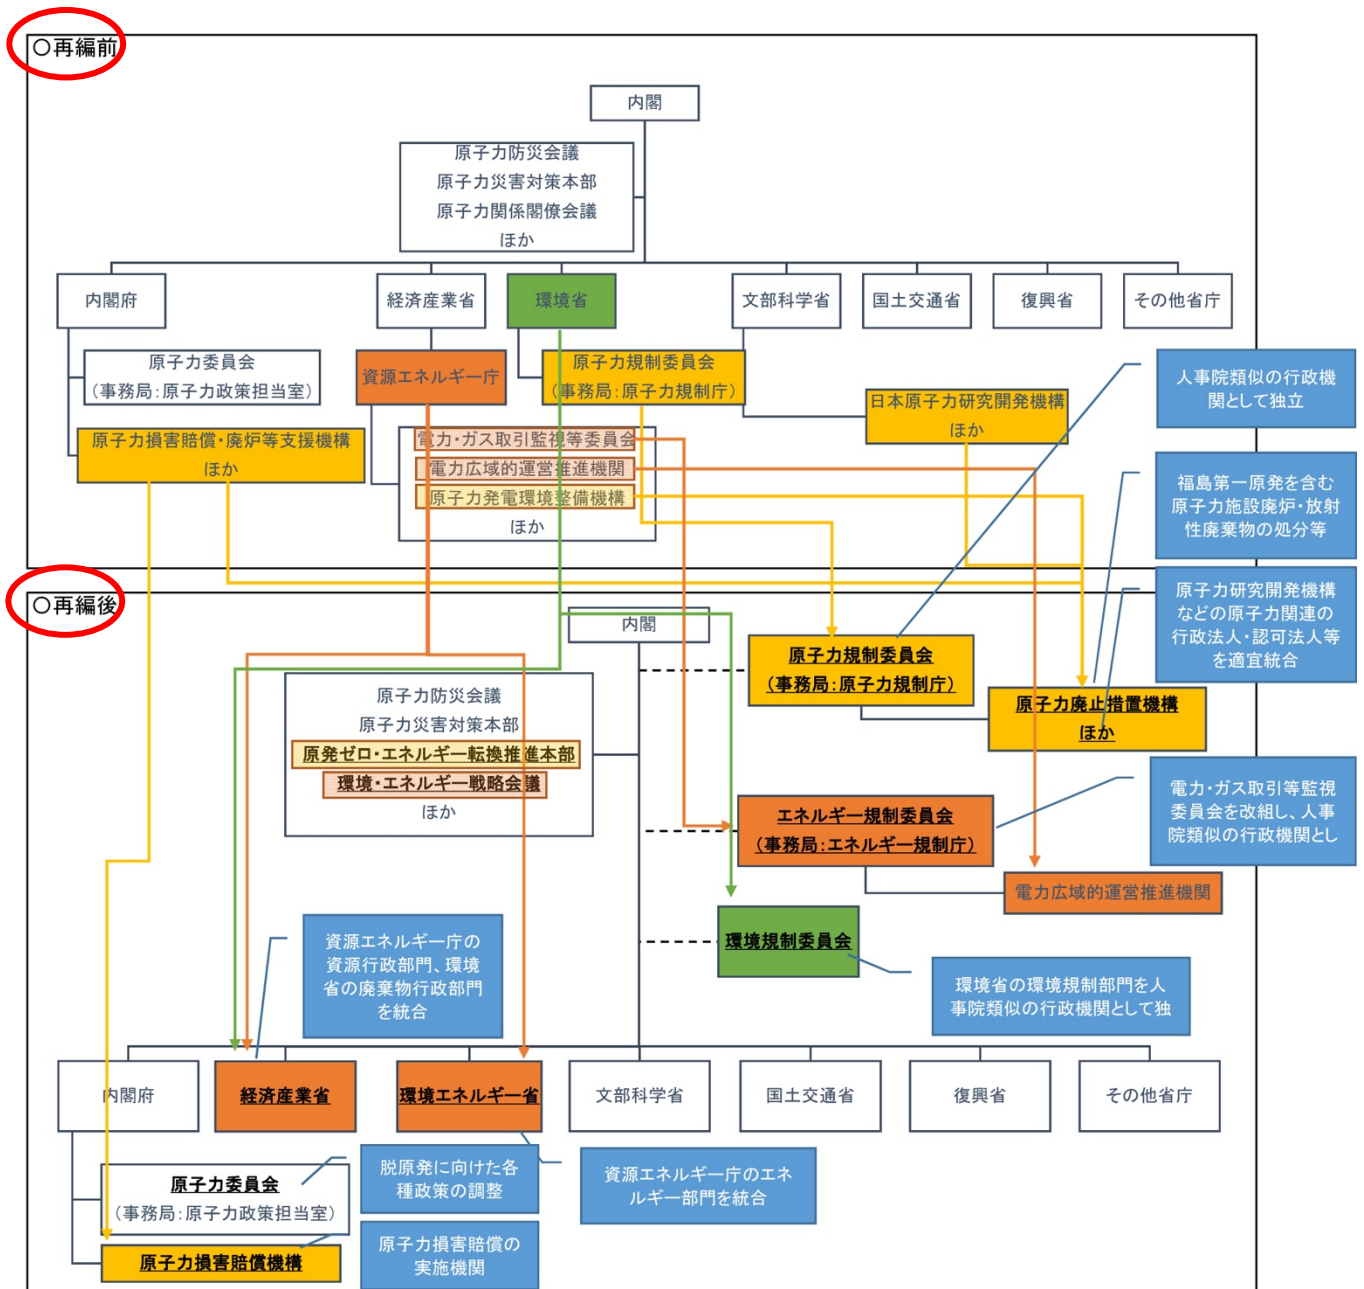 ○再編前
内閣
原子力防災会議
原子力災害対策本部
原子力関係閣僚会議
ほか
内閣府
経済産業省
環境省
文部科学省
国土交通省
復興省
その他省庁
原子力委員会
（事務局：原子力政策担当室）
資源エネルギー庁
原子力規制委員会
（事務局：原子力規制庁）
人事院類似の行政機
関として独立
日本原子力研究開発機構
ほか
原子力損害賠償・廃炉等支援機構
ほか
電力・ガス取引監視等委員会
電力広域的運営推進機関
原子力発電環境整備機構
ほか
福島第一原発を含む
原子力施設廃炉・放射
性廃棄物の処分等
○再編後
内閣
原子力研究開発機構
などの原子力関連の
行政法人・認可法人等
を適宜統合
原子力規制委員会
（事務局：原子力規制庁）
原子力廃止措置機構
ほか
原子力防災会議
原子力災害対策本部
原発ゼロ・エネルギー転換推進本部
環境・エネルギー戦略会議
ほか
電力・ガス取引等監視
委員会を改組し、人事
院類似の行政機関とし
エネルギー規制委員会
（事務局：エネルギー規制庁）
電力広域的運営推進機関
環境規制委員会
資源エネルギー庁の
資源行政部門、環境
省の廃棄物行政部門
を統合
環境省の環境規制部門を人
事院類似の行政機関として独
内閣府
経済産業省
環境エネルギー省
文部科学省
国土交通省
復興省
その他省庁
原子力委員会
（事務局：原子力政策担当室）
脱原発に向けた各
種政策の調整
資源エネルギー庁のエネ
ルギー部門を統合
原子力損害賠償機構
原子力損害賠償の
実施機関